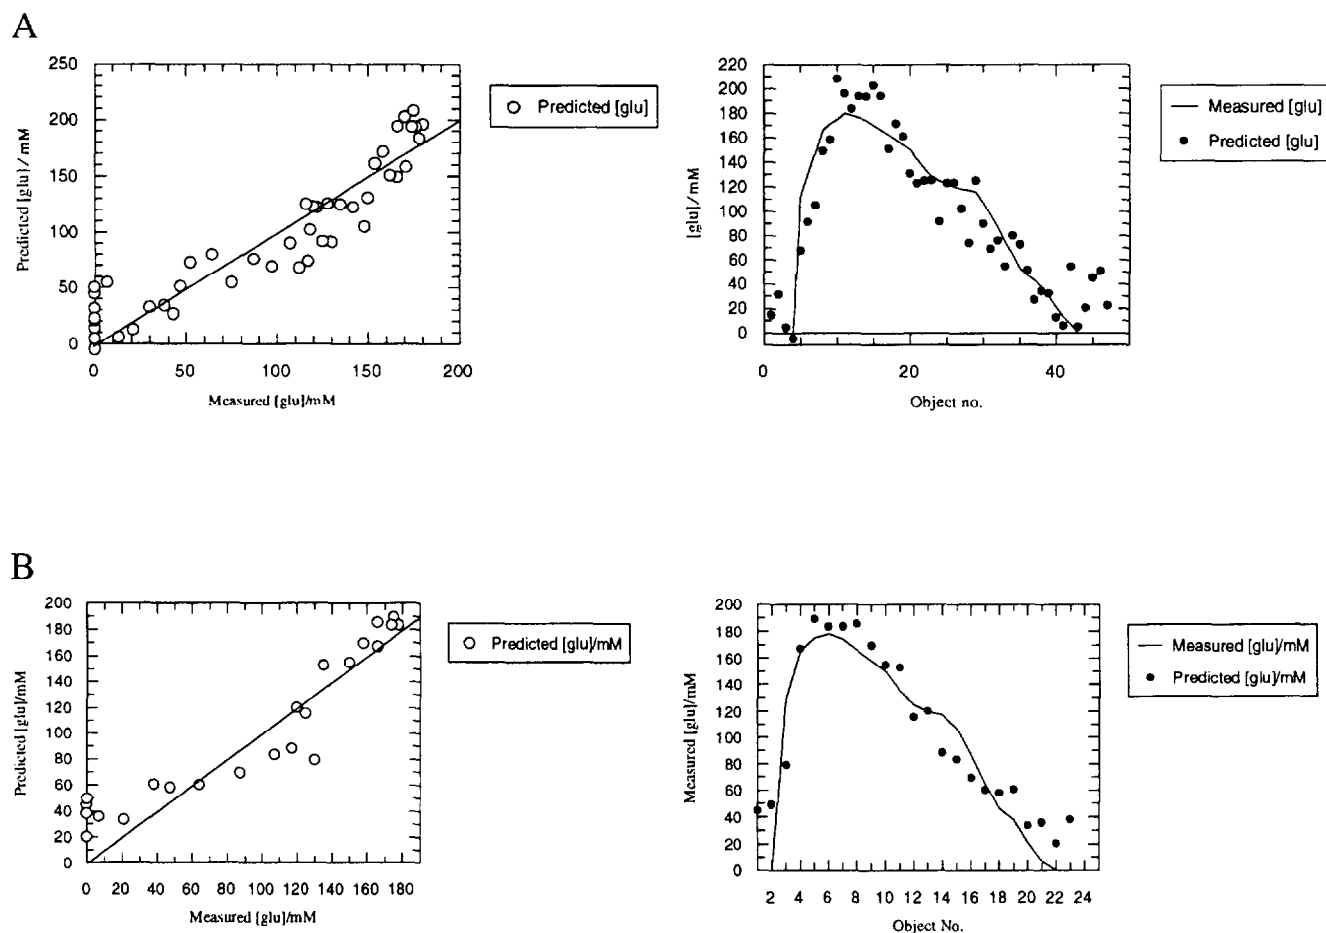 A
250
200
150
100
50
0
Predicted [glu) / mM
0 50 100 150 200
Measured [glu]/mM
Predicted [glu]
220
200
180
160
140
120
100
80
60
40
20
0
[glu]/mM
0 20 40
Object no.
Measured [glu]
Predicted [glu]
B
200
180
160
140
120
100
80
60
40
20
0
Predicted [glu]/mM
0 20 40 60 80 100 120 140 160 180
Measured [glu]/mM
Predicted [glu]/mM
200
180
160
140
120
100
80
60
40
20
0
Measured [glu]/mM
2 4 6 8 10 12 14 16 18 20 22 24
Object No.
Measured [glu]/mM
Predicted [glu]/mM